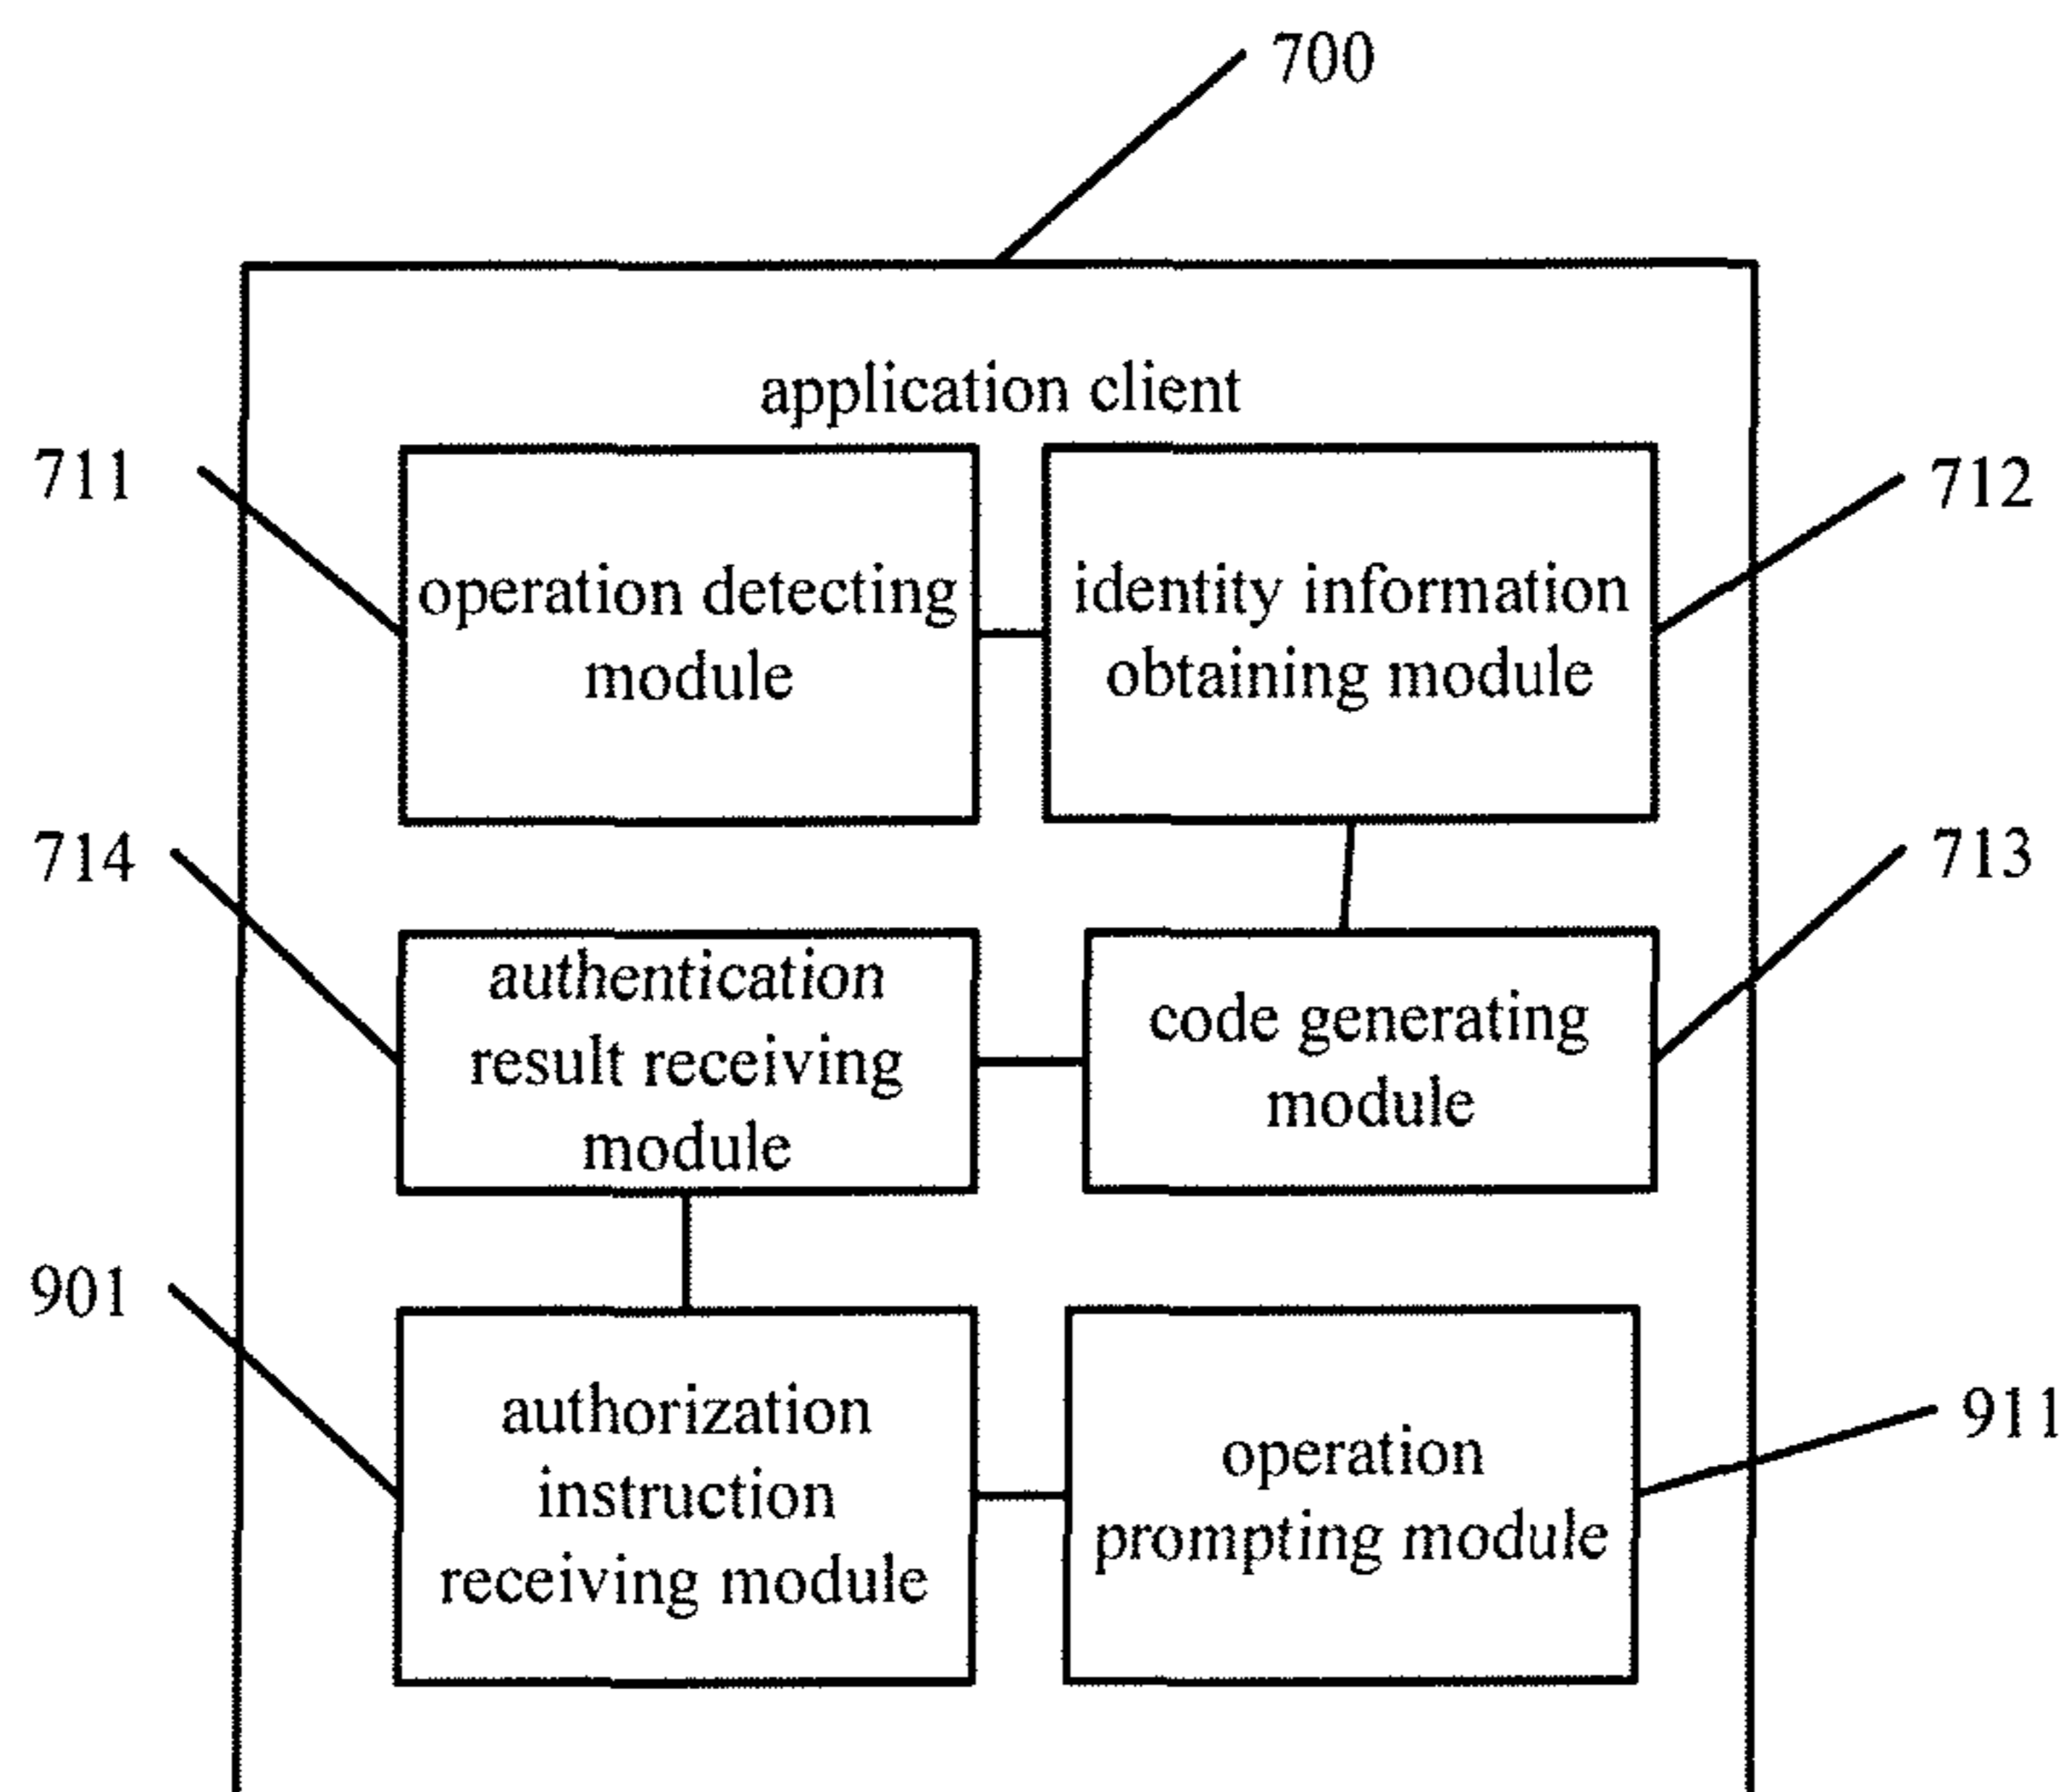 700
application client
711
operation detecting
module
identity information
obtaining module
712
714
authentication
result receiving
module
code generating
module
713
901
authorization
instruction
receiving module
operation
prompting module
911